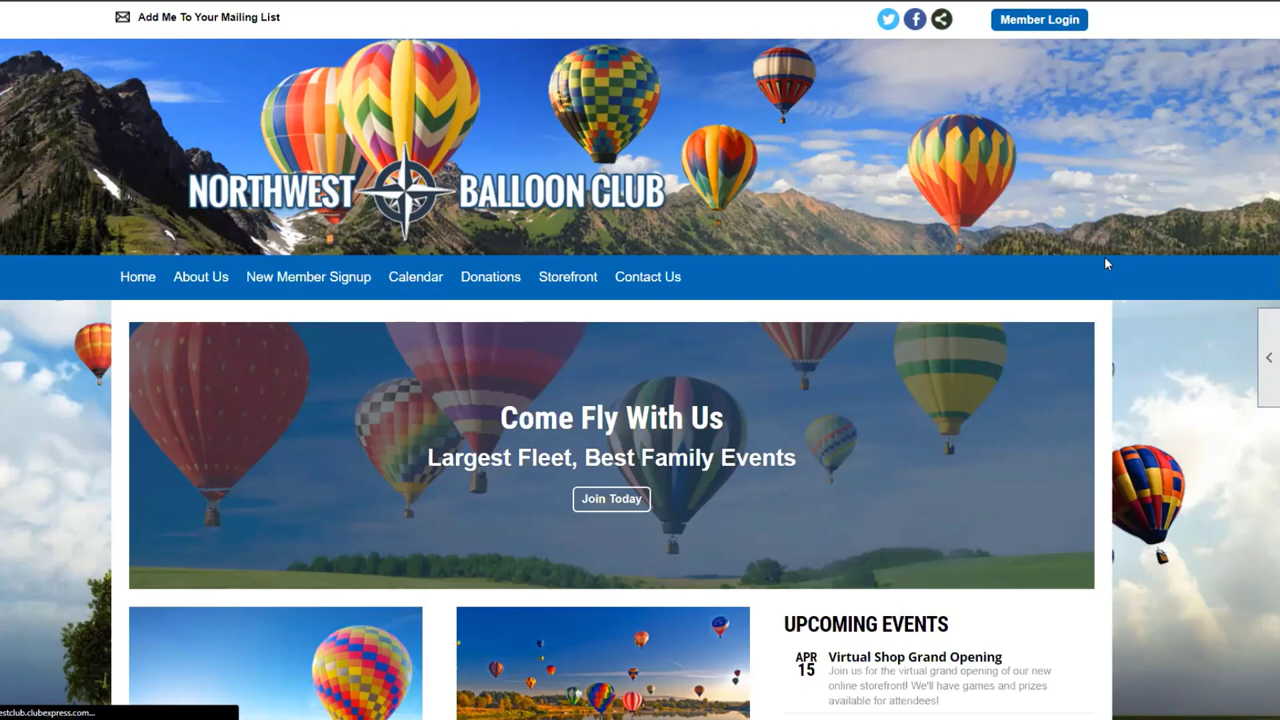 Add Me To Your Mailing List
Member Login
NORTHWEST BALLOON CLUB
Home About Us New Member Signup Calendar Donations Storefront Contact Us
Come Fly With Us
Largest Fleet, Best Family Events
Join Today
UPCOMING EVENTS
APR
15
Virtual Shop Grand Opening
Join us for the virtual grand opening of our new
online storefront! We'll have games and prizes
available for attendees!
estclub.clubexpress.com...